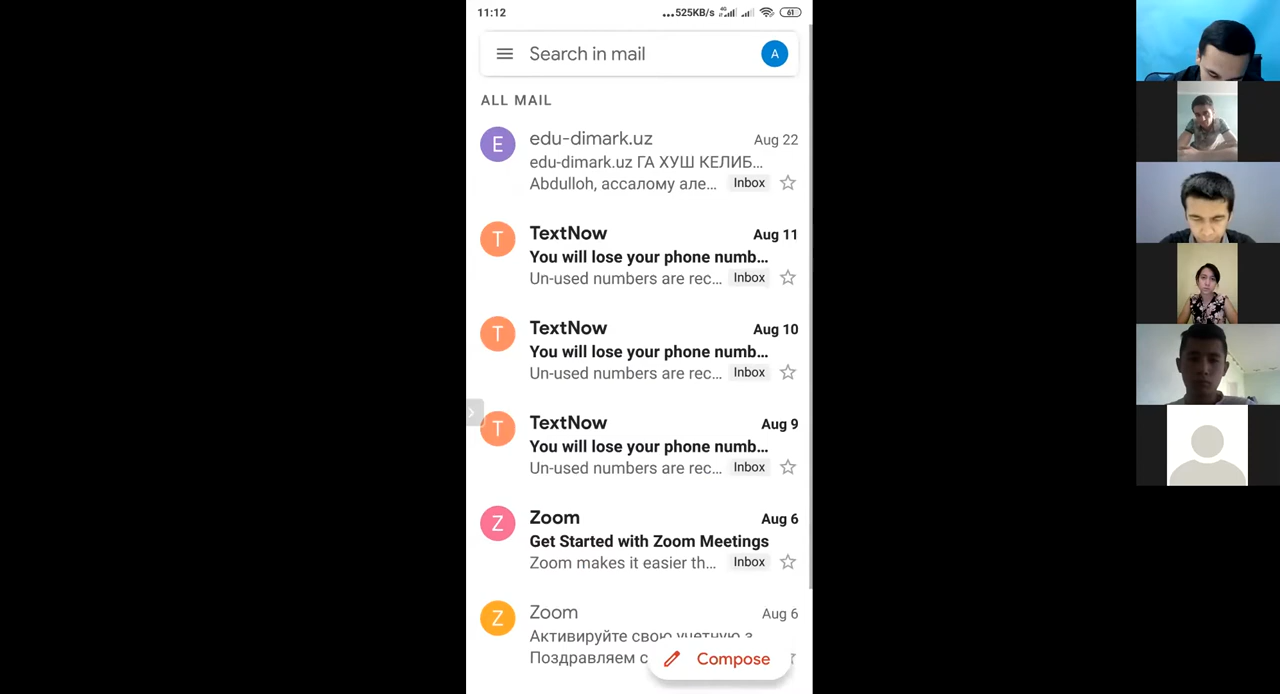 11:12
...525KB/s 4G 61
Search in mail
A
ALL MAIL
E
edu-dimark.uz Aug 22
edu-dimark.uz ГА ХУШ КЕЛИБ...
Abdulloh, ассалому але... Inbox
T
TextNow Aug 11
You will lose your phone numb...
Un-used numbers are rec... Inbox
T
TextNow Aug 10
You will lose your phone numb...
Un-used numbers are rec... Inbox
T
TextNow Aug 9
You will lose your phone numb...
Un-used numbers are rec... Inbox
Z
Zoom Aug 6
Get Started with Zoom Meetings
Zoom makes it easier th... Inbox
Z
Zoom Aug 6
Активируйте свою учетную з
Поздравляем с
Compose